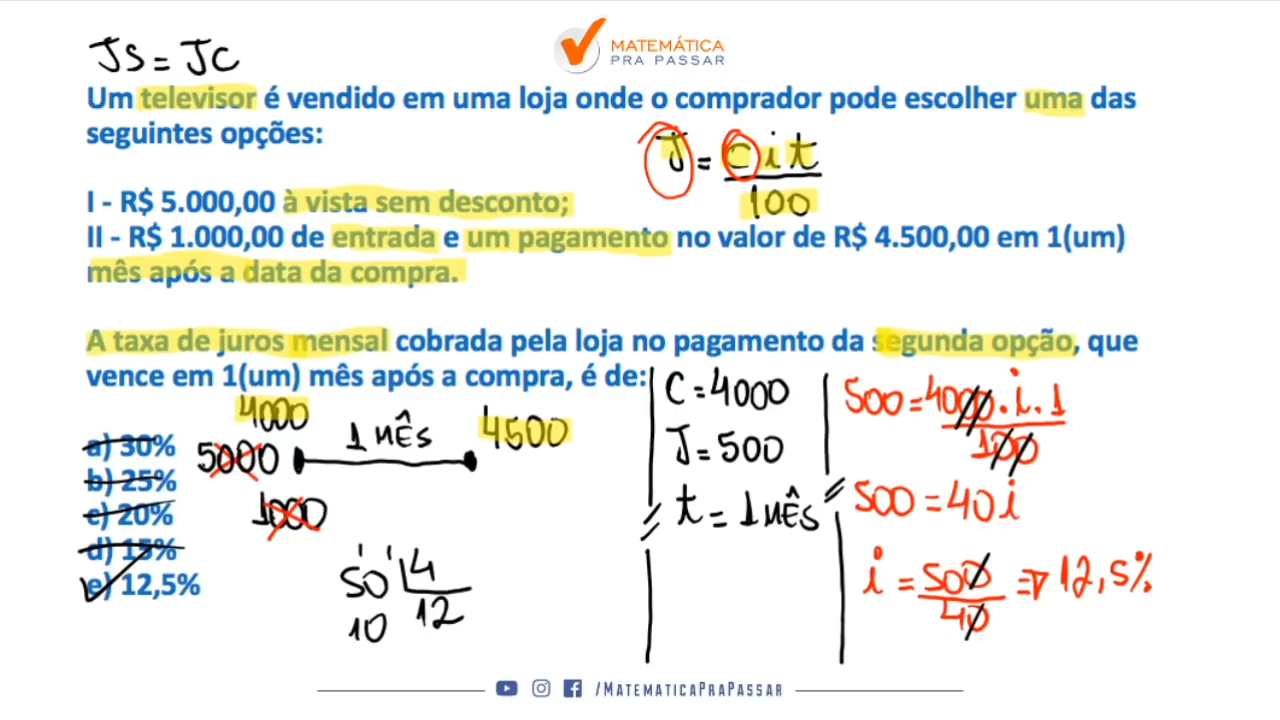 JS = JC
MATEMÁTICA
PRA PASSAR
Um televisor é vendido em uma loja onde o comprador pode escolher uma das
seguintes opções:
J = c i t
100
I - R$ 5.000,00 à vista sem desconto;
II - R$ 1.000,00 de entrada e um pagamento no valor de R$ 4.500,00 em 1(um)
mês após a data da compra.
A taxa de juros mensal cobrada pela loja no pagamento da segunda opção, que
vence em 1(um) mês após a compra, é de:
a) 30%
b) 25%
c) 20%
d) 15%
e) 12,5%
4000
5000
1000
1 MÊS
4500
50 4
10 12
C = 4000
J = 500
t = 1 MÊS
500 = 4000 . i . 1
100
500 = 40 i
i = 500 ⇒ 12,5%
40
/MATEMATICAPRAPASSAR